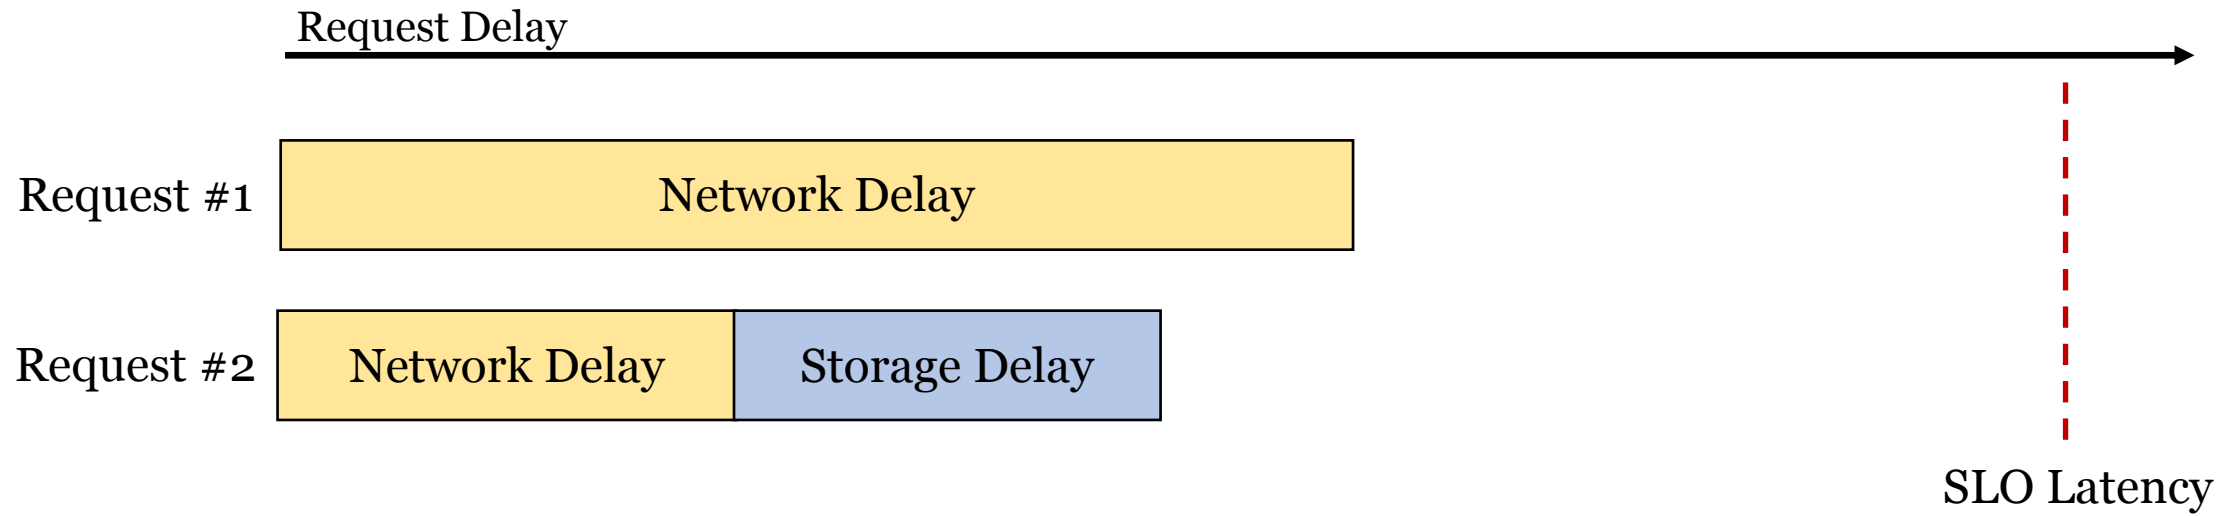 Request Delay
Request #1
Network Delay
Request #2
Network Delay
Storage Delay
SLO Latency